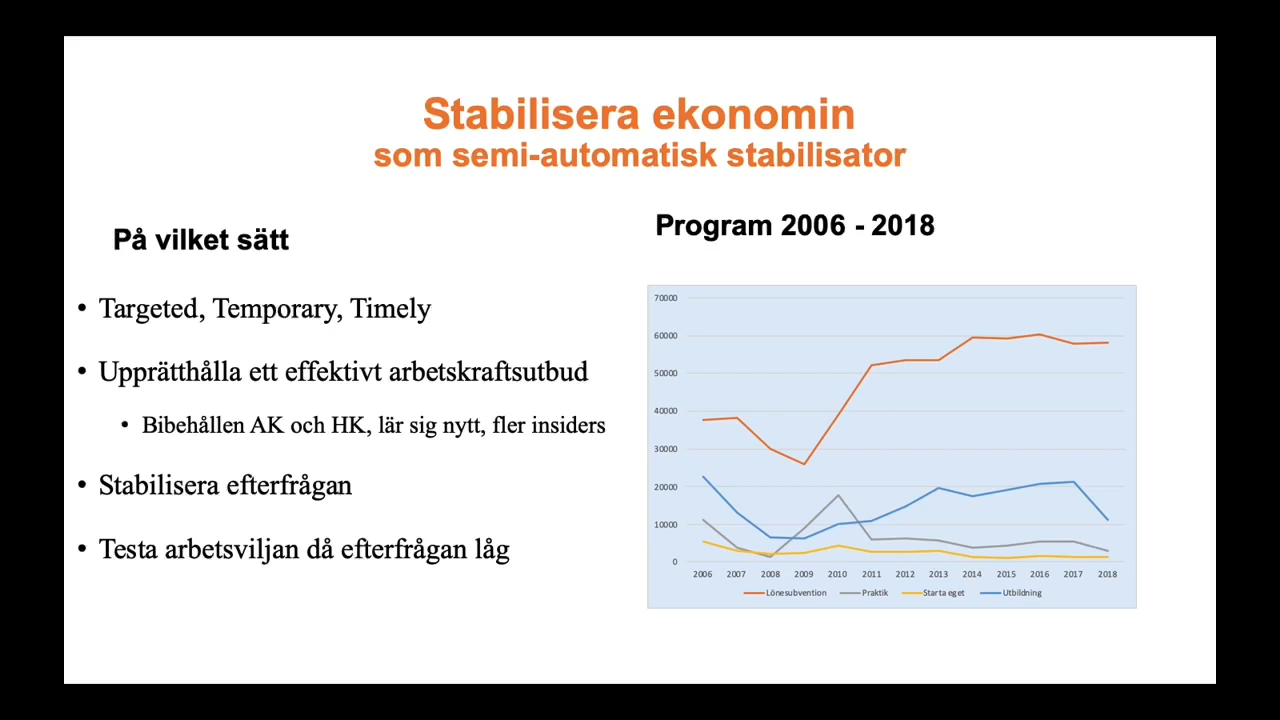 Stabilisera ekonomin
som semi-automatisk stabilisator
På vilket sätt
• Targeted, Temporary, Timely
• Upprätthålla ett effektivt arbetskraftsutbud
• Bibehållen AK och HK, lär sig nytt, fler insiders
• Stabilisera efterfrågan
• Testa arbetsviljan då efterfrågan låg
Program 2006 - 2018
70000
60000
50000
40000
30000
20000
10000
0
2006 2007 2008 2009 2010 2011 2012 2013 2014 2015 2016 2017 2018
Lönesubvention Praktik Starta eget Utbildning